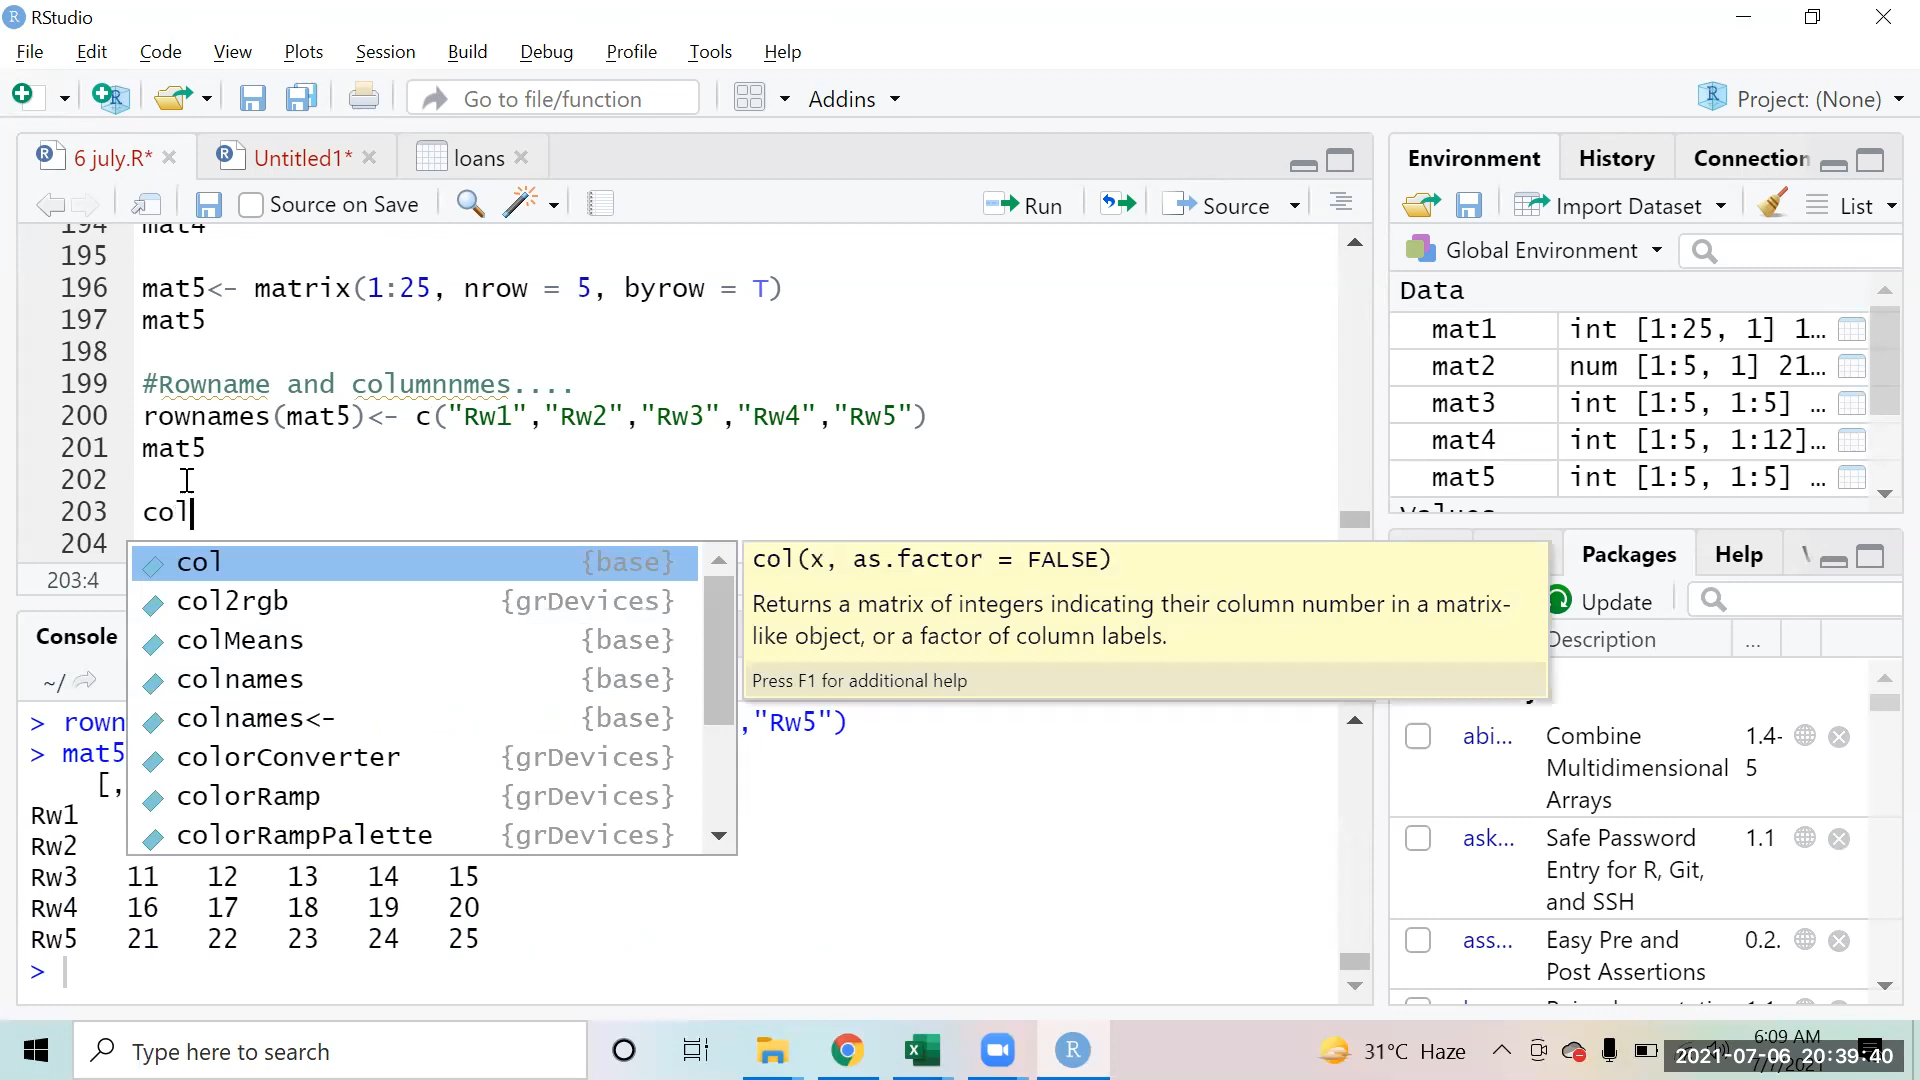 RStudio
File Edit Code View Plots Session Build Debug Profile Tools Help
Go to file/function
Addins
Project: (None)
6 july.R*
Untitled1*
loans
Source on Save
Run
Source
194 mat4
195
196 mat5<- matrix(1:25, nrow = 5, byrow = T)
197 mat5
198
199 #Rowname and columnnmes....
200 rownames(mat5)<- c("Rw1","Rw2","Rw3","Rw4","Rw5")
201 mat5
202
203 col
204
203:4
col {base}
col2rgb {grDevices}
colMeans {base}
colnames {base}
colnames<- {base}
colorConverter {grDevices}
colorRamp {grDevices}
colorRampPalette {grDevices}
col(x, as.factor = FALSE)
Returns a matrix of integers indicating their column number in a matrix-
like object, or a factor of column labels.
Press F1 for additional help
Console
~/
> rown ,"Rw5")
> mat5
[,
Rw1
Rw2
Rw3 11 12 13 14 15
Rw4 16 17 18 19 20
Rw5 21 22 23 24 25
>
Environment History Connection
Import Dataset
List
Global Environment
Data
mat1 int [1:25, 1] 1...
mat2 num [1:5, 1] 21...
mat3 int [1:5, 1:5] ...
mat4 int [1:5, 1:12]...
mat5 int [1:5, 1:5] ...
Values
Packages Help
Update
Description ...
abi... Combine 1.4-
Multidimensional 5
Arrays
ask... Safe Password 1.1
Entry for R, Git,
and SSH
ass... Easy Pre and 0.2.
Post Assertions
Type here to search
31°C Haze
6:09 AM
2021-07-06 20:39:40